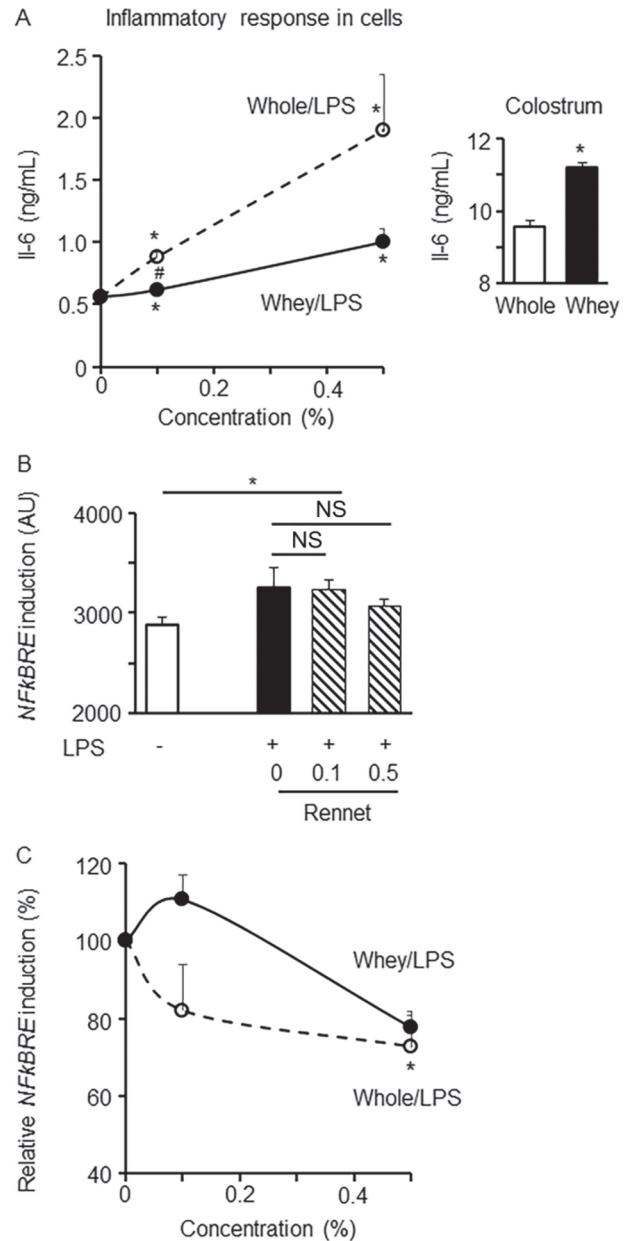 A Inflammatory response in cells
2.5
2.0
1.5
1.0
0.5
0
Il-6 (ng/mL)
Whole/LPS
*
*
#
*
*
Whey/LPS
0 0.2 0.4
Concentration (%)
Colostrum
12
10
8
Il-6 (ng/mL)
*
Whole Whey
B
4000
3000
2000
NFkBRE induction (AU)
*
NS
NS
LPS - + + +
0 0.1 0.5
Rennet
C
120
100
80
60
40
Relative NFkBRE induction (%)
Whey/LPS
*
Whole/LPS
0 0.2 0.4
Concentration (%)